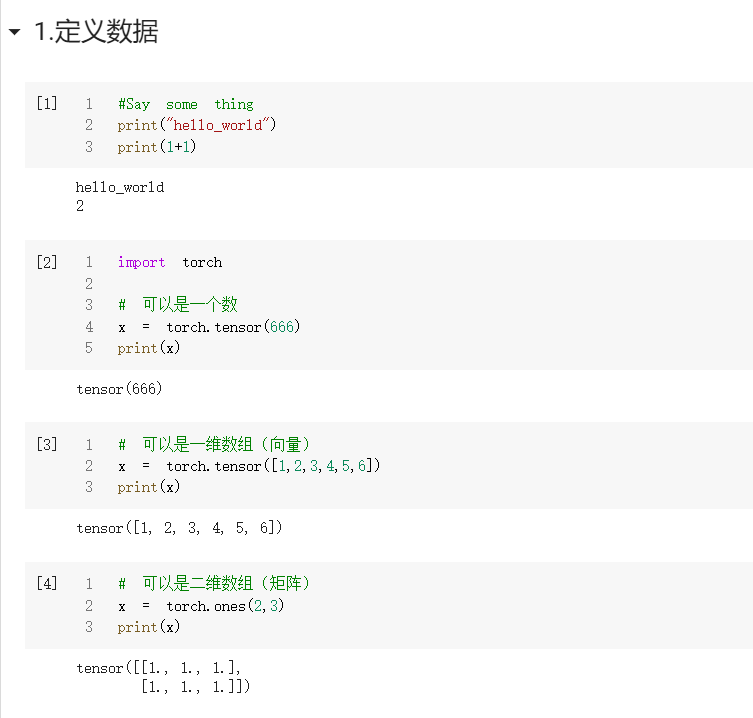 1.定义数据
[1] 1 #Say some thing
2 print("hello_world")
3 print(1+1)
hello_world
2
[2] 1 import torch
2
3 # 可以是一个数
4 x = torch.tensor(666)
5 print(x)
tensor(666)
[3] 1 # 可以是一维数组（向量）
2 x = torch.tensor([1,2,3,4,5,6])
3 print(x)
tensor([1, 2, 3, 4, 5, 6])
[4] 1 # 可以是二维数组（矩阵）
2 x = torch.ones(2,3)
3 print(x)
tensor([[1., 1., 1.],
[1., 1., 1.]])